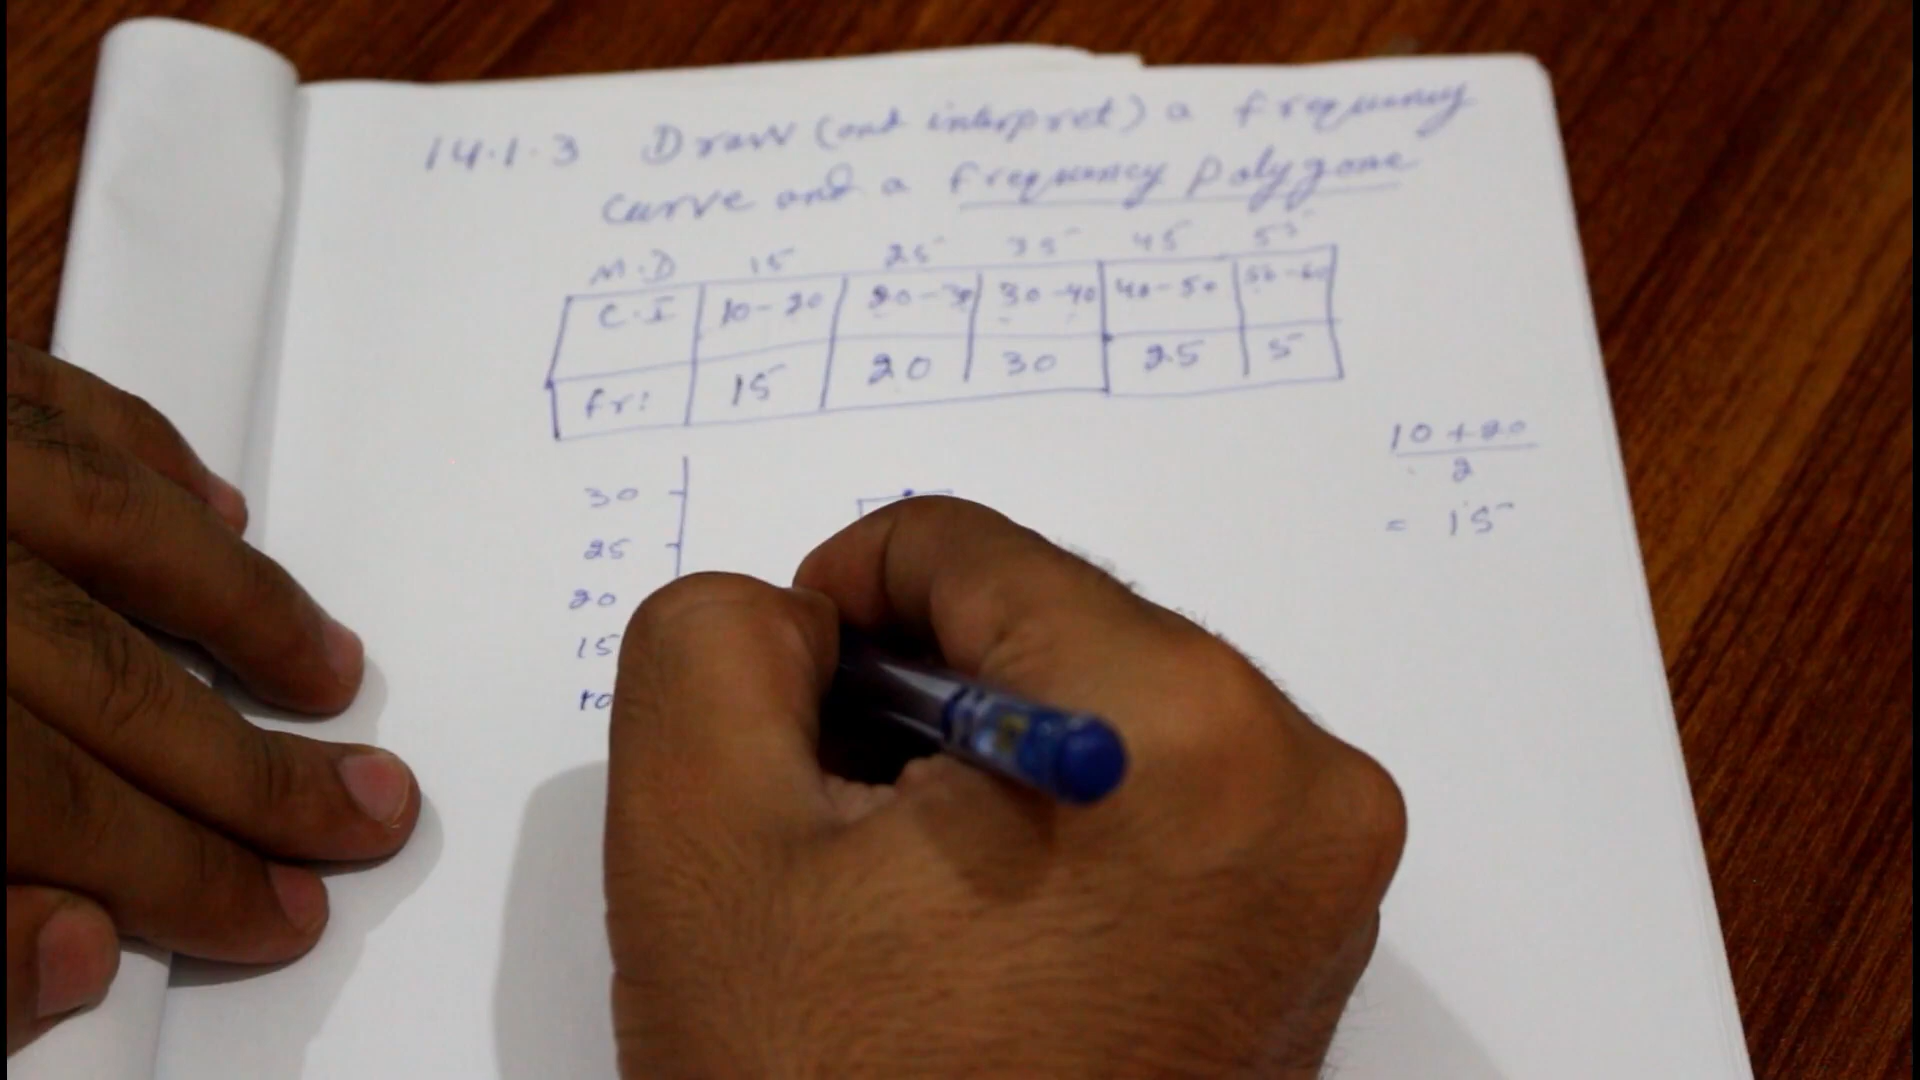 14.1.3 Draw (and interpret) a frequency
curve and a frequency polygone
M.D 15 25 35 45 55
C.I 10-20 20-30 30-40 40-50 50-60
fr: 15 20 30 25 5
10+20
2
= 15
30
25
20
15
10